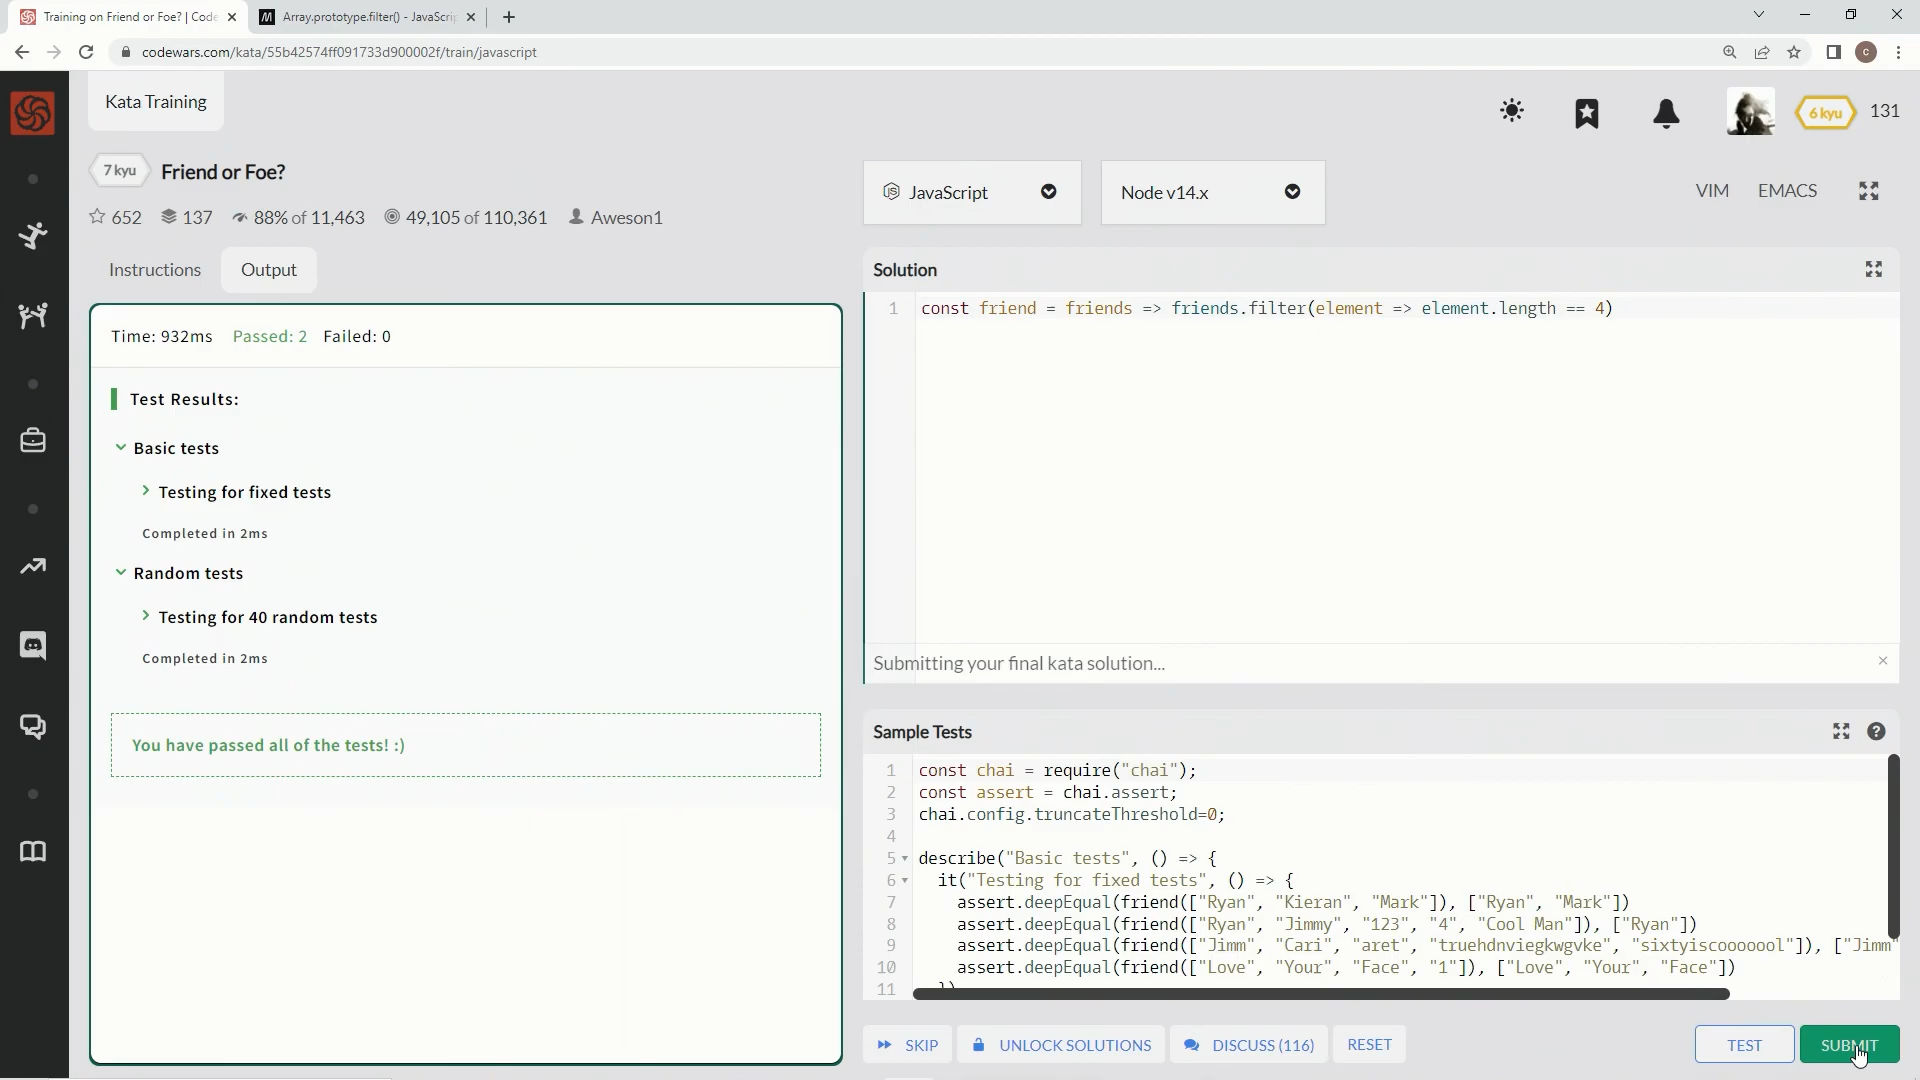 Training on Friend or Foe? | Code
Array.prototype.filter() - JavaScrip
codewars.com/kata/55b42574ff091733d900002f/train/javascript
C
Kata Training
6 kyu
131
7 kyu
Friend or Foe?
652
137
88% of 11,463
49,105 of 110,361
Aweson1
JavaScript
Node v14.x
VIM
EMACS
Instructions
Output
Time: 932ms Passed: 2 Failed: 0
Test Results:
Basic tests
Testing for fixed tests
Completed in 2ms
Random tests
Testing for 40 random tests
Completed in 2ms
You have passed all of the tests! :)
Solution
1 const friend = friends => friends.filter(element => element.length == 4)
Submitting your final kata solution...
Sample Tests
1 const chai = require("chai");
2 const assert = chai.assert;
3 chai.config.truncateThreshold=0;
4
5 describe("Basic tests", () => {
6 it("Testing for fixed tests", () => {
7 assert.deepEqual(friend(["Ryan", "Kieran", "Mark"]), ["Ryan", "Mark"])
8 assert.deepEqual(friend(["Ryan", "Jimmy", "123", "4", "Cool Man"]), ["Ryan"])
9 assert.deepEqual(friend(["Jimm", "Cari", "aret", "truehdnviegkwgvke", "sixtyiscooooool"]), ["Jimm"
10 assert.deepEqual(friend(["Love", "Your", "Face", "1"]), ["Love", "Your", "Face"])
11 })
SKIP
UNLOCK SOLUTIONS
DISCUSS (116)
RESET
TEST
SUBMIT